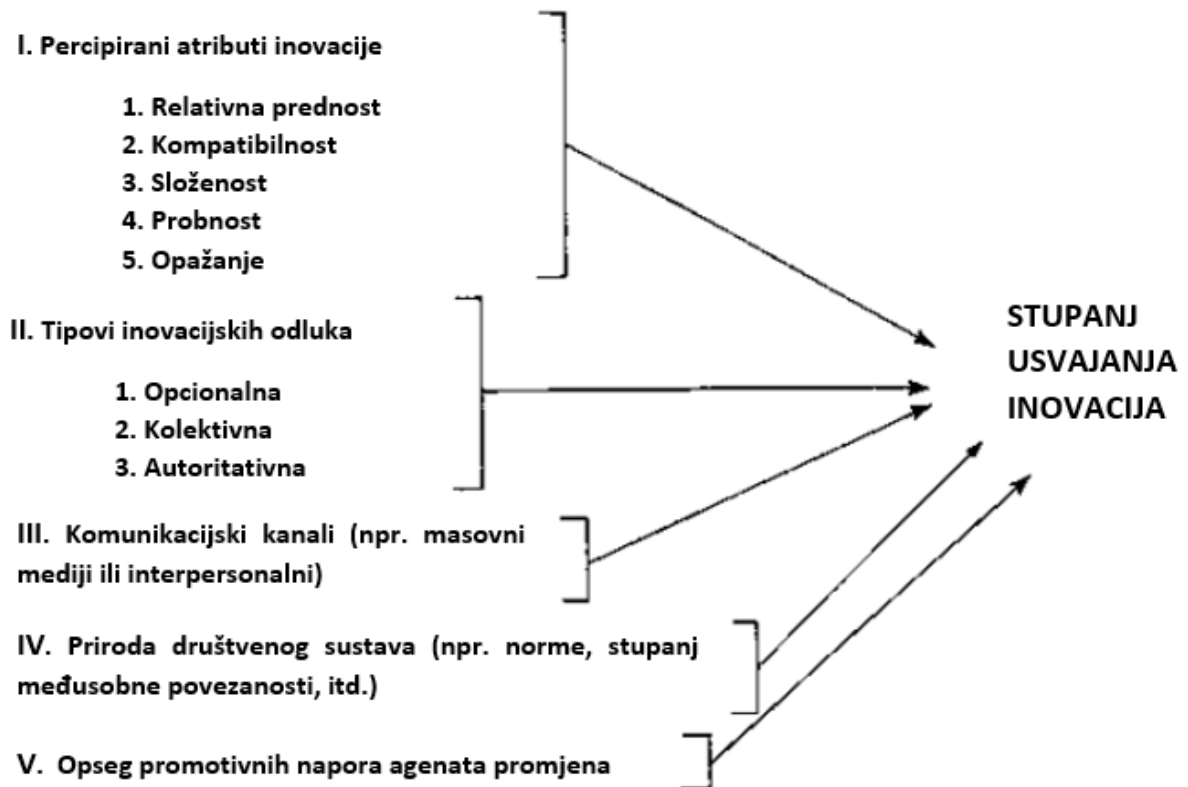 I. Percipirani atributi inovacije
1. Relativna prednost
2. Kompatibilnost
3. Složenost
4. Probnost
5. Opažanje
II. Tipovi inovacijskih odluka
1. Opcionalna
2. Kolektivna
3. Autoritativna
III. Komunikacijski kanali (npr. masovni
mediji ili interpersonalni)
IV. Priroda društvenog sustava (npr. norme, stupanj
međusobne povezanosti, itd.)
V. Opseg promotivnih napora agenata promjena
STUPANJ
USVAJANJA
INOVACIJA